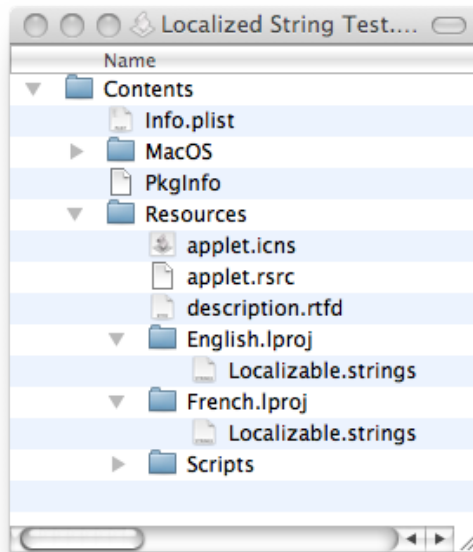 Localized String Test....
Name
Contents
Info.plist
MacOS
PkgInfo
Resources
applet.icns
applet.rsrc
description.rtfd
English.lproj
Localizable.strings
French.lproj
Localizable.strings
Scripts